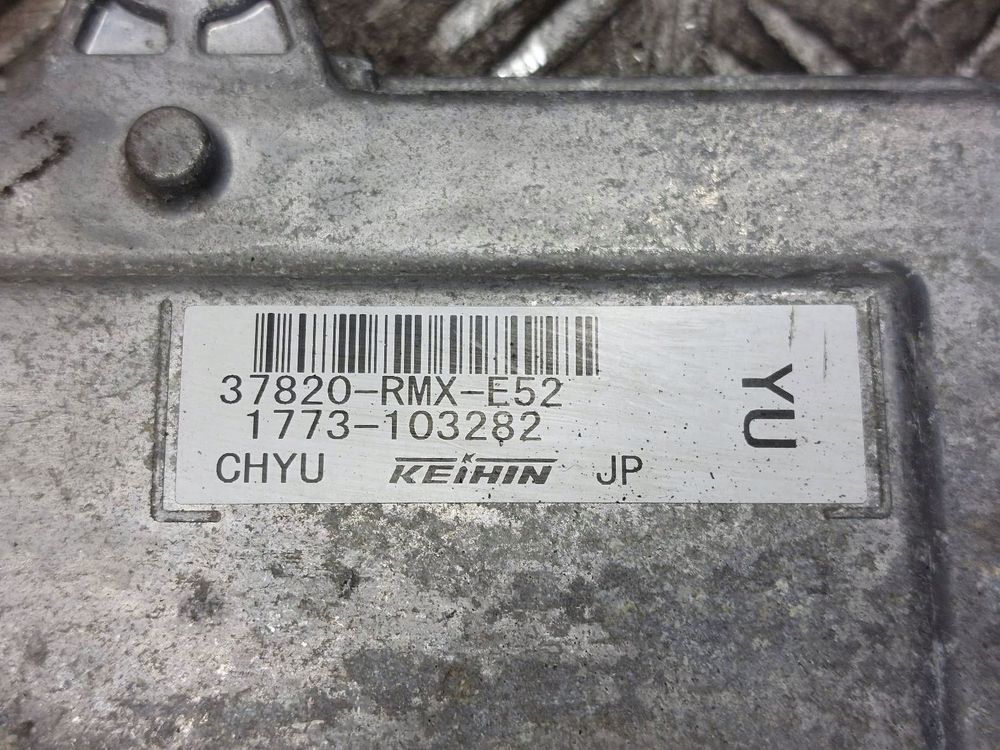 37820-RMX-E52
1773-103282
CHYU KEIHIN JP
YU